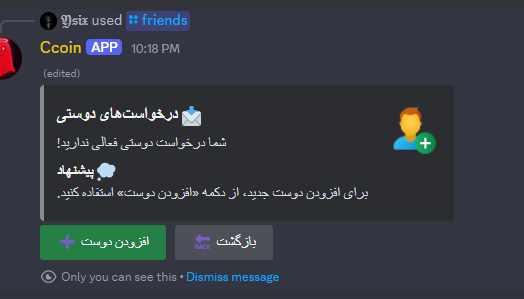 Ysix used friends
Ccoin APP 10:18 PM
(edited)
درخواست‌های دوستی
شما درخواست دوستی فعالی ندارید!
پیشنهاد
برای افزودن دوست جدید، از دکمه «افزودن دوست» استفاده کنید.
افزودن دوست
BACK بازگشت
Only you can see this • Dismiss message